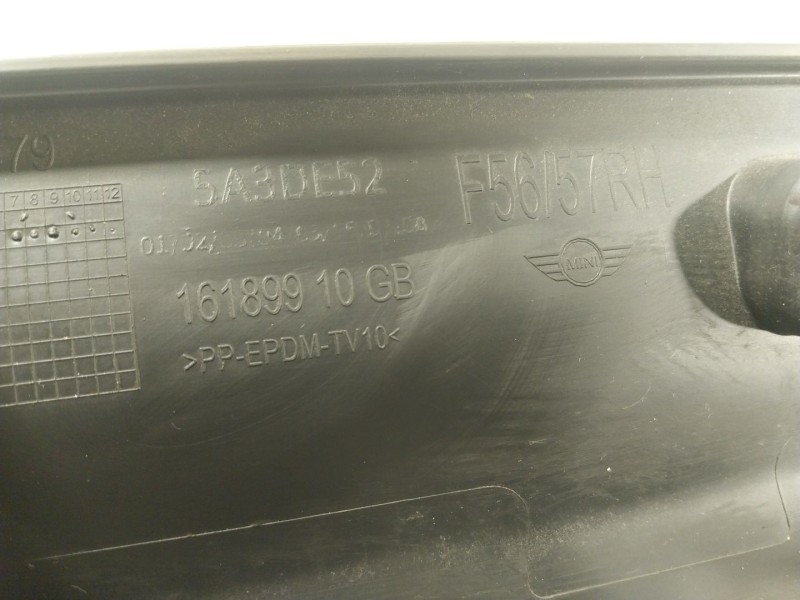 79
5A3DE52
F56/57RH
7 8 9 10 11 12
MINI
161899 10 GB
>PP-EPDM-TV10<